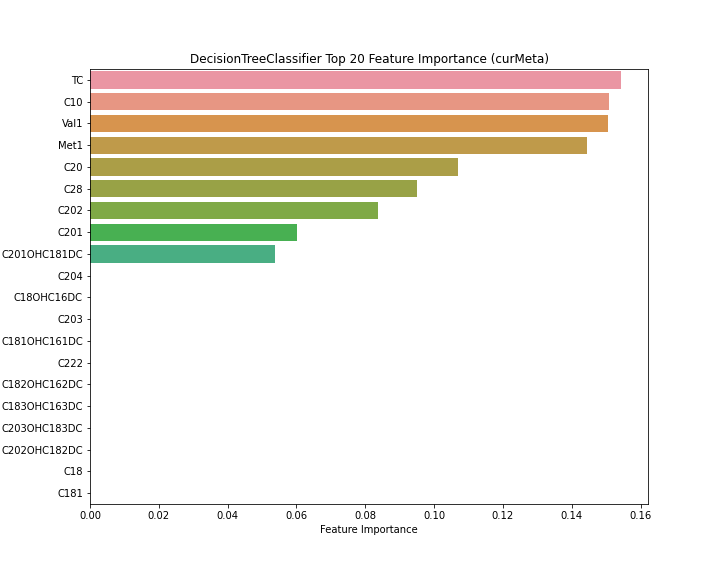 DecisionTreeClassifier Top 20 Feature Importance (curMeta)
TC
C10
Val1
Met1
C20
C28
C202
C201
C201OHC181DC
C204
C18OHC16DC
C203
C181OHC161DC
C222
C182OHC162DC
C183OHC163DC
C203OHC183DC
C202OHC182DC
C18
C181
0.00 0.02 0.04 0.06 0.08 0.10 0.12 0.14 0.16
Feature Importance